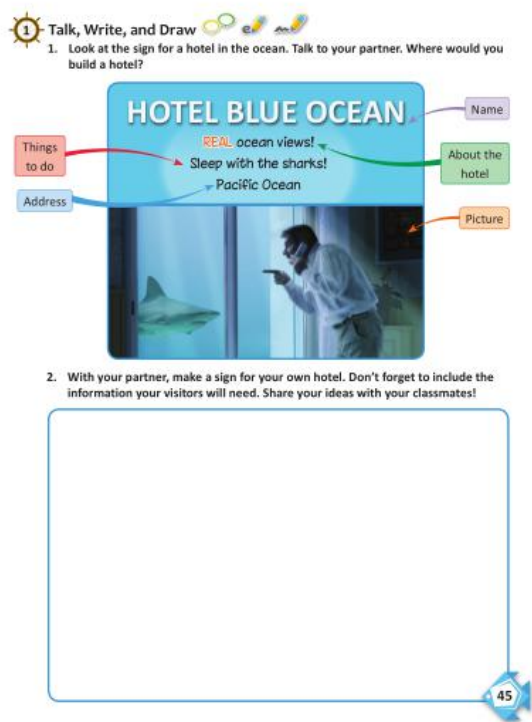 1 Talk, Write, and Draw
1. Look at the sign for a hotel in the ocean. Talk to your partner. Where would you
build a hotel?
HOTEL BLUE OCEAN
Name
REAL ocean views!
Things
to do
Sleep with the sharks!
About the
hotel
Address
Pacific Ocean
Picture
2. With your partner, make a sign for your own hotel. Don't forget to include the
information your visitors will need. Share your ideas with your classmates!
45